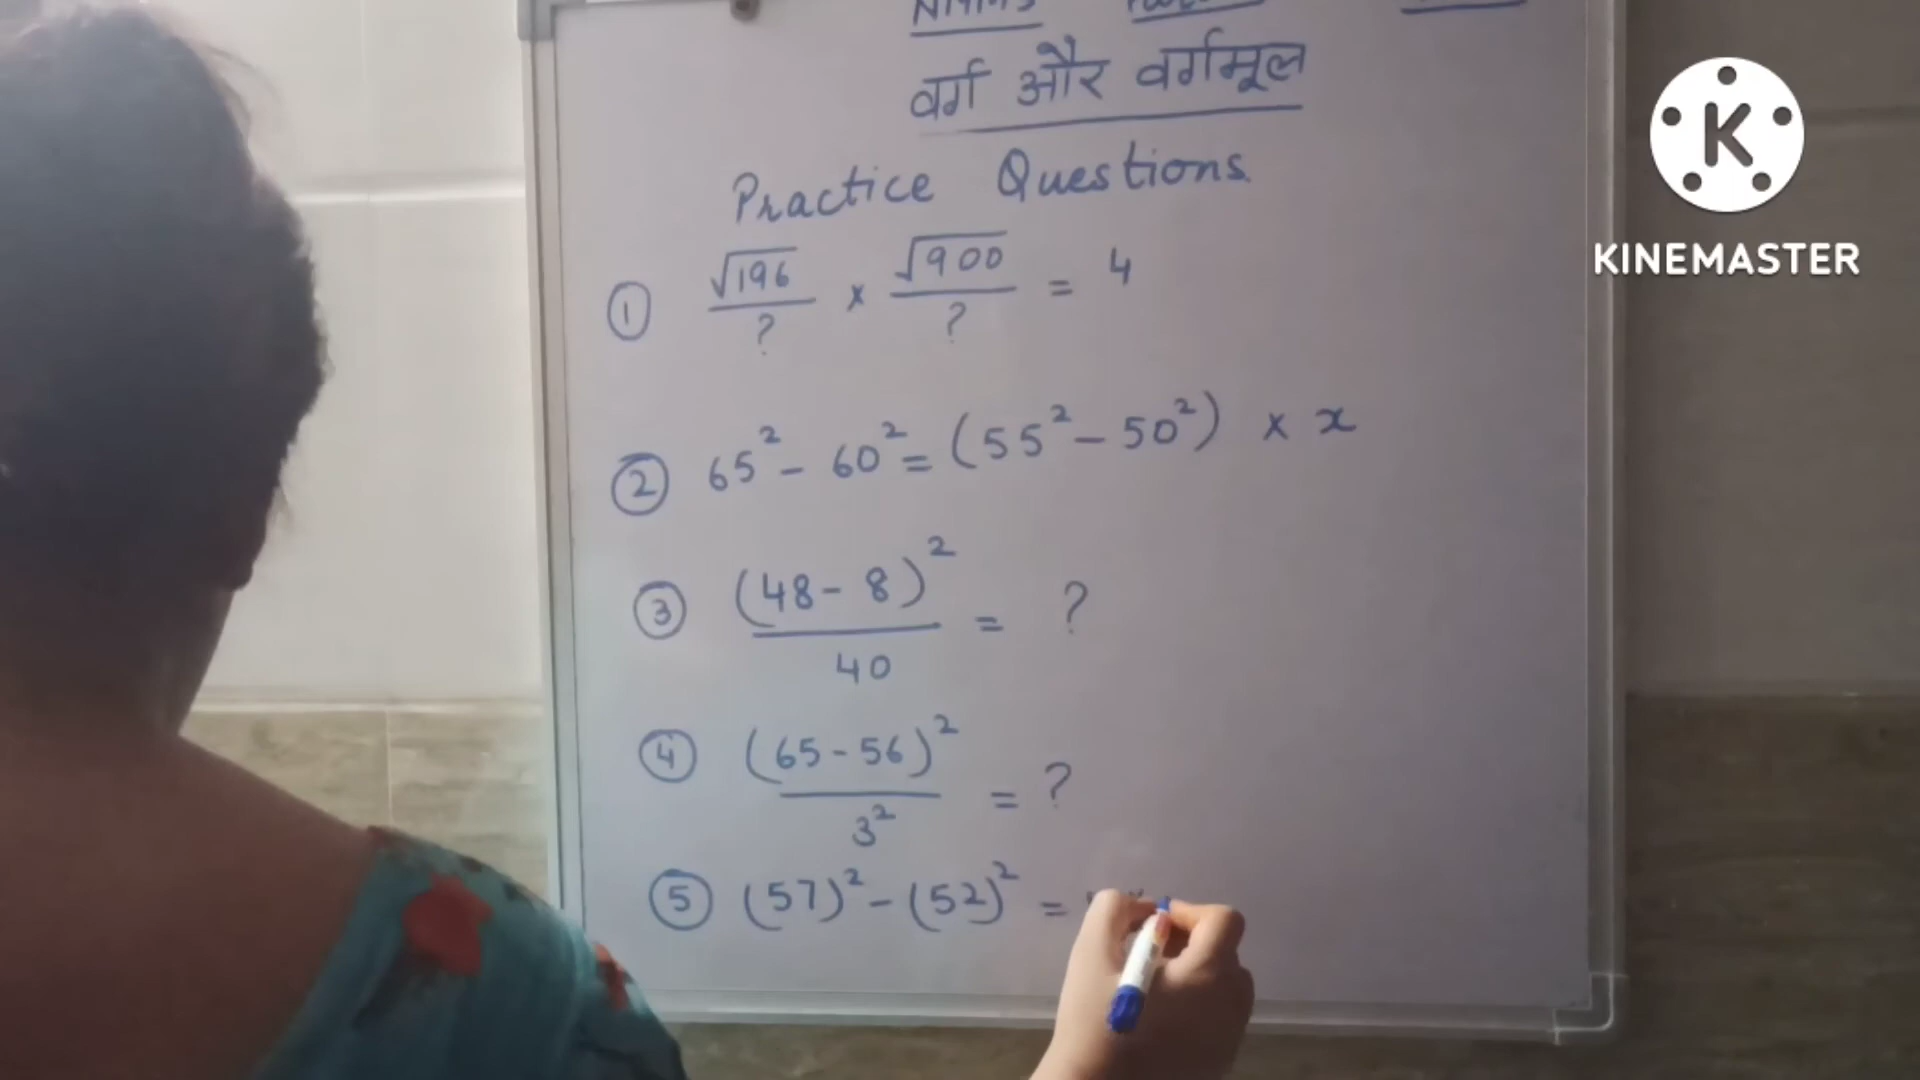 वर्ग और वर्गमूल
Practice Questions
① √196/? × √900/? = 4
② 65² - 60² = (55² - 50²) × x
③ (48 - 8)²/40 = ?
④ (65 - 56)²/3² = ?
⑤ (57)² - (52)² =
K
KINEMASTER